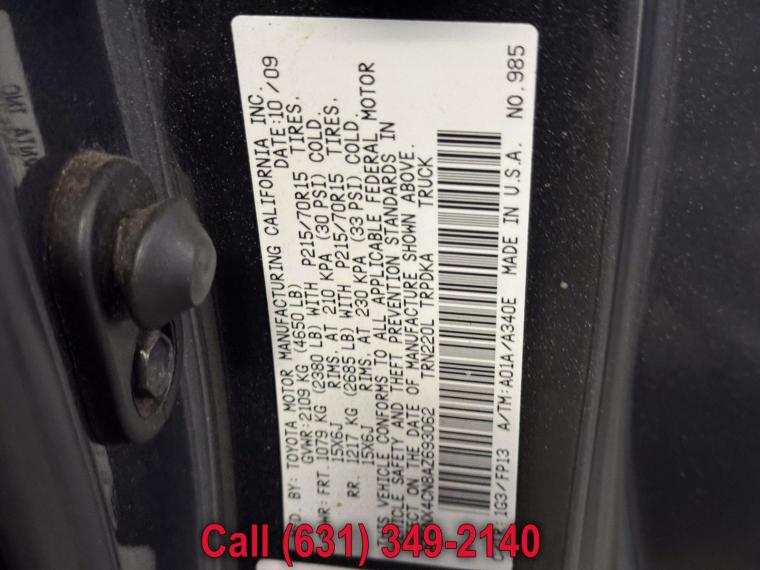 MFD. BY: TOYOTA MOTOR MANUFACTURING CALIFORNIA INC.
GVWR: 2109 KG (4650 LB) DATE: 10/09
GAWR: FRT. 1079 KG (2380 LB) WITH P215/70R15 TIRES.
15X6J RIMS. AT 210 KPA (30 PSI) COLD.
RR. 1217 KG (2685 LB) WITH P215/70R15 TIRES.
15X6J RIMS. AT 230 KPA (33 PSI) COLD.
THIS VEHICLE CONFORMS TO ALL APPLICABLE FEDERAL MOTOR
VEHICLE SAFETY AND THEFT PREVENTION STANDARDS IN
EFFECT ON THE DATE OF MANUFACTURE SHOWN ABOVE.
X4CN8AZ693062 TRN220L TRPDKA TRUCK
1G3/FP13 A/TM: A01A/A340E MADE IN U.S.A. NO. 985
Call (631) 349-2140